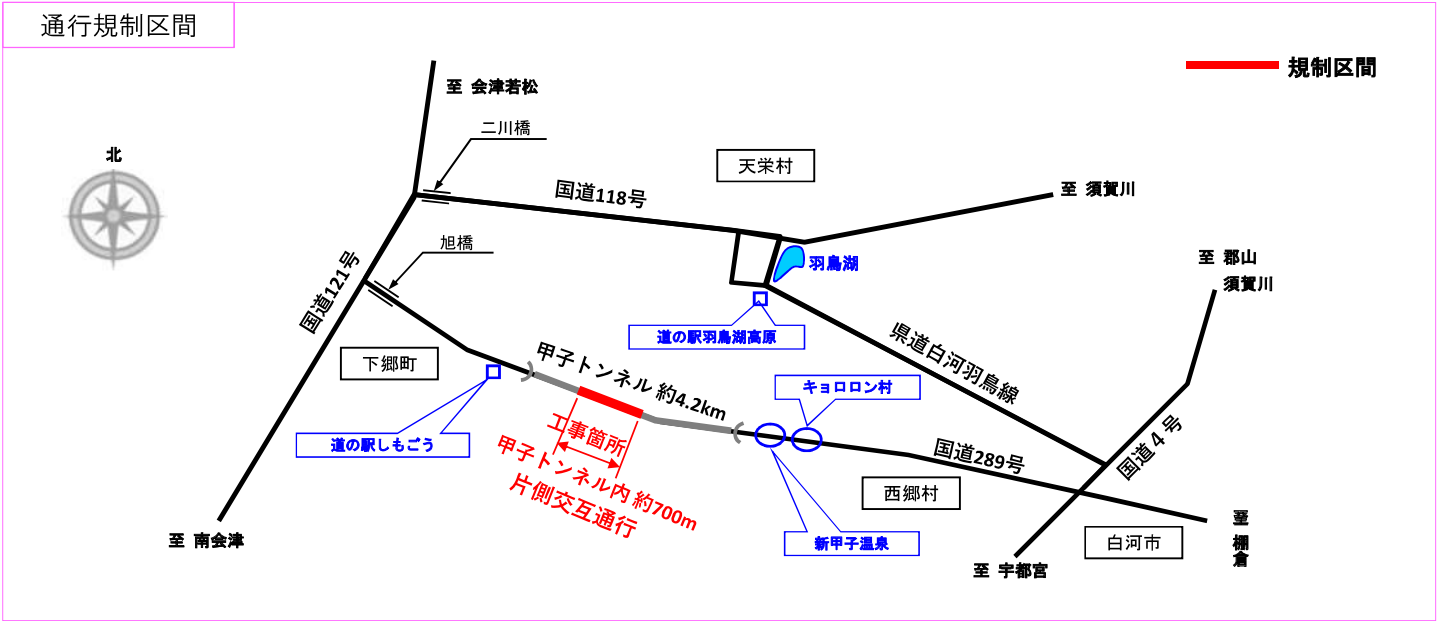 通行規制区間
規制区間
至 会津若松
二川橋
北
天栄村
国道118号
至 須賀川
旭橋
羽鳥湖
至 郡山
須賀川
国道121号
道の駅羽鳥湖高原
県道白河羽鳥線
下郷町
甲子トンネル 約4.2km
キョロロン村
工事箇所
道の駅しもごう
甲子トンネル内 約700m
片側交互通行
国道289号
国道4号
西郷村
至 南会津
新甲子温泉
白河市
至 棚倉
至 宇都宮